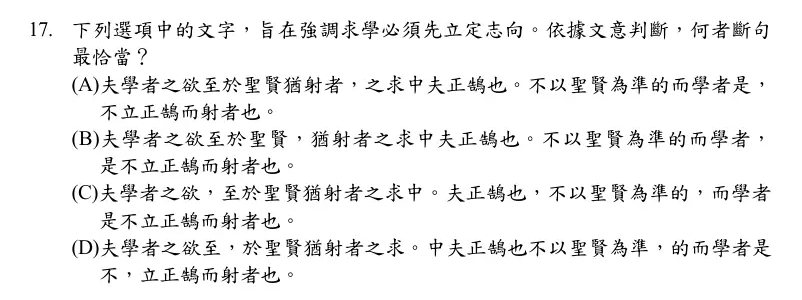 17. 下列選項中的文字，旨在強調求學必須先立定志向。依據文意判斷，何者斷句
最恰當？
(A)夫學者之欲至於聖賢猶射者，之求中夫正鵠也。不以聖賢為準的而學者是，
不立正鵠而射者也。
(B)夫學者之欲至於聖賢，猶射者之求中夫正鵠也。不以聖賢為準的而學者，
是不立正鵠而射者也。
(C)夫學者之欲，至於聖賢猶射者之求中。夫正鵠也，不以聖賢為準的，而學者
是不立正鵠而射者也。
(D)夫學者之欲至，於聖賢猶射者之求。中夫正鵠也不以聖賢為準，的而學者是
不，立正鵠而射者也。